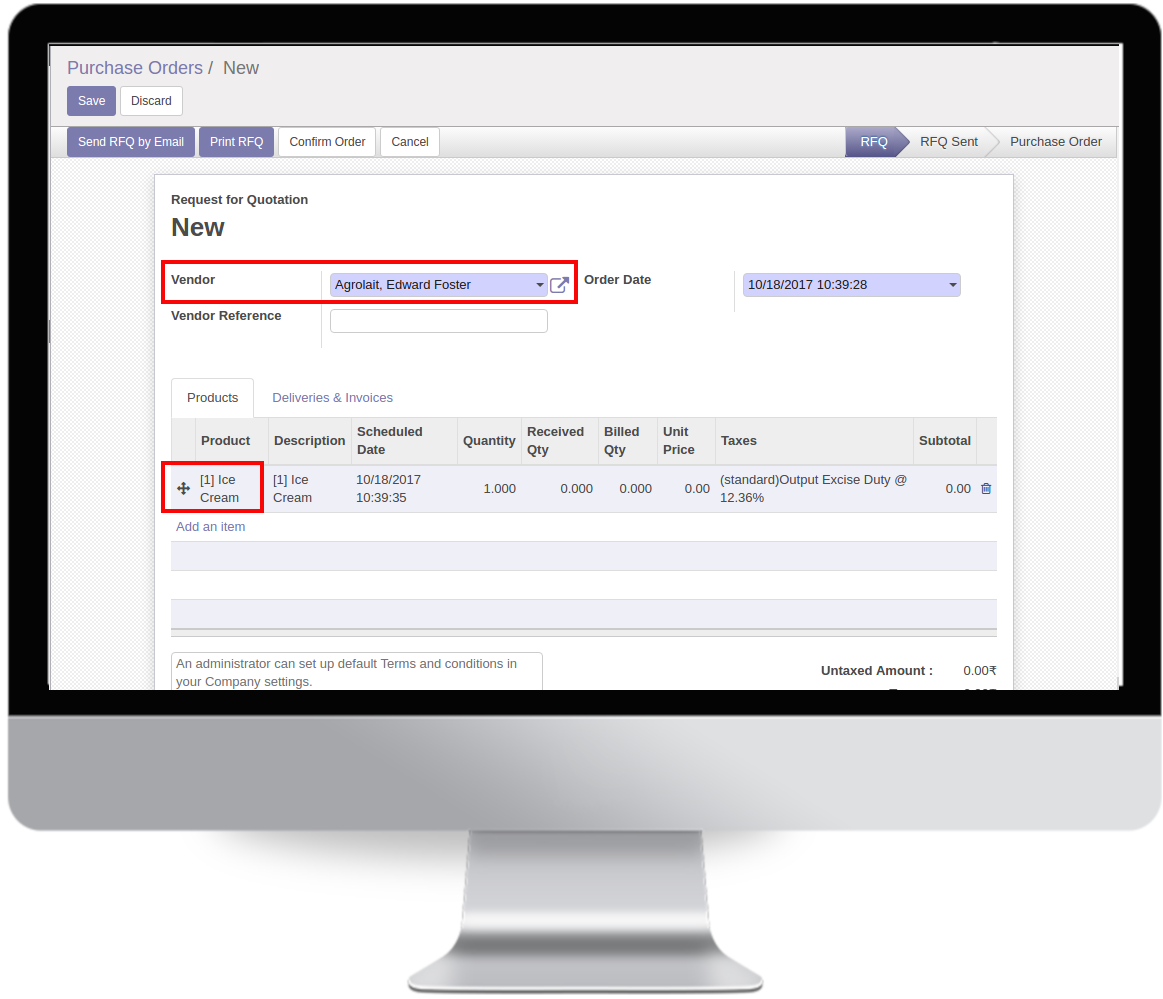 Purchase Orders / New
Save Discard
Send RFQ by Email Print RFQ Confirm Order Cancel RFQ RFQ Sent Purchase Order
Request for Quotation
New
Vendor Agrolait, Edward Foster Order Date 10/18/2017 10:39:28
Vendor Reference
Products Deliveries & Invoices
Product Description Scheduled Date Quantity Received Qty Billed Qty Unit Price Taxes Subtotal
[1] Ice Cream [1] Ice Cream 10/18/2017 10:39:35 1.000 0.000 0.000 0.00 (standard)Output Excise Duty @ 12.36% 0.00
Add an item
An administrator can set up default Terms and conditions in
your Company settings.
Untaxed Amount : 0.00₹